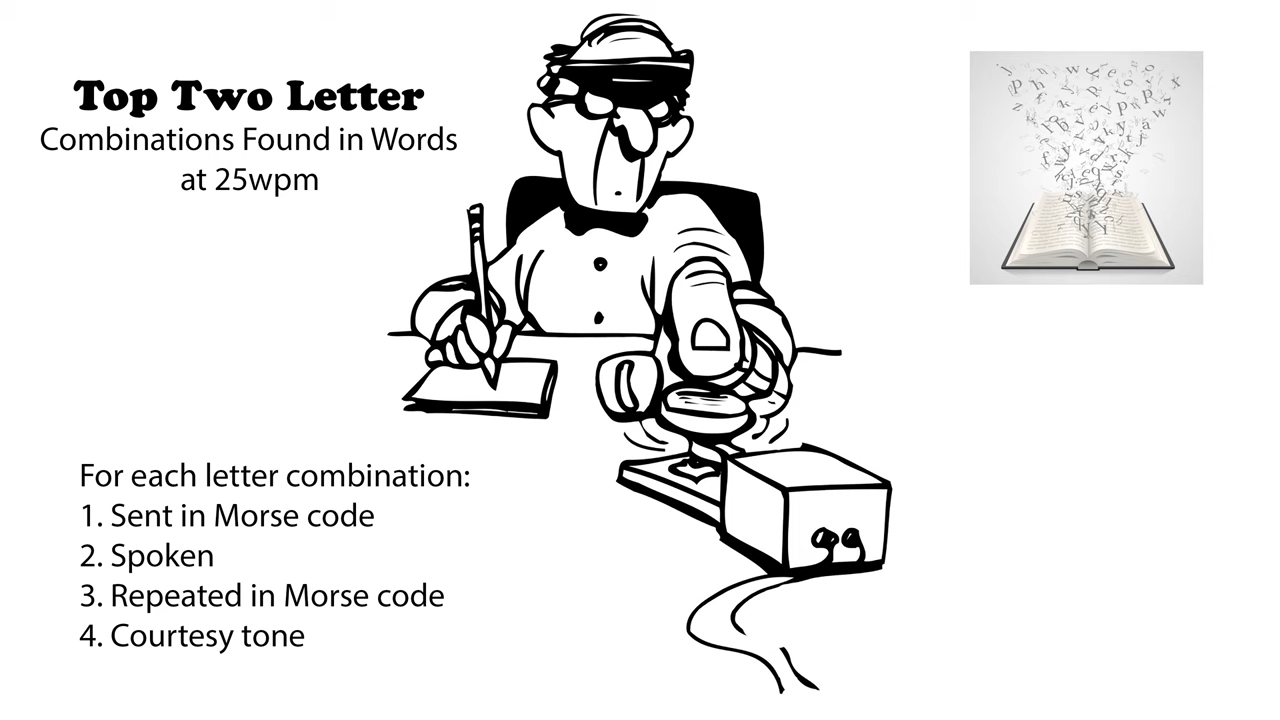 Top Two Letter
Combinations Found in Words
at 25wpm
For each letter combination:
1. Sent in Morse code
2. Spoken
3. Repeated in Morse code
4. Courtesy tone